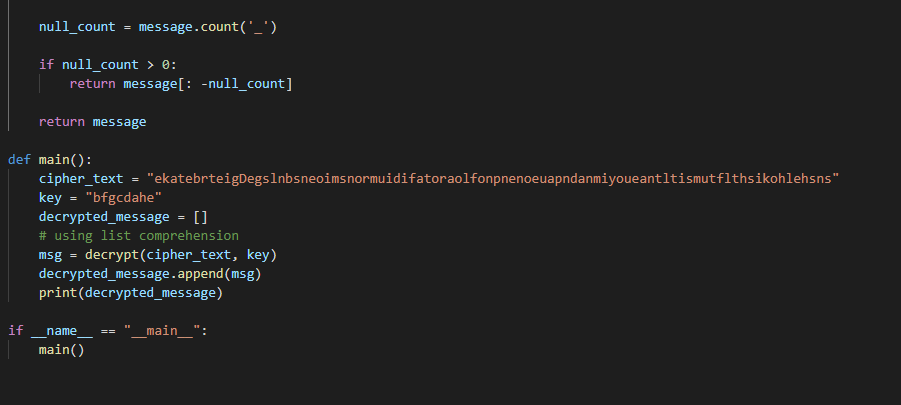 null_count = message.count('_')
if null_count > 0:
return message[: -null_count]
return message
def main():
cipher_text = "ekatebrteigDegslnbsneoimsnormuidifatoraolfonpnenoeuapndanmiyoueantltismutflthsikohlehsns"
key = "bfgcdahe"
decrypted_message = []
# using list comprehension
msg = decrypt(cipher_text, key)
decrypted_message.append(msg)
print(decrypted_message)
if __name__ == "__main__":
main()